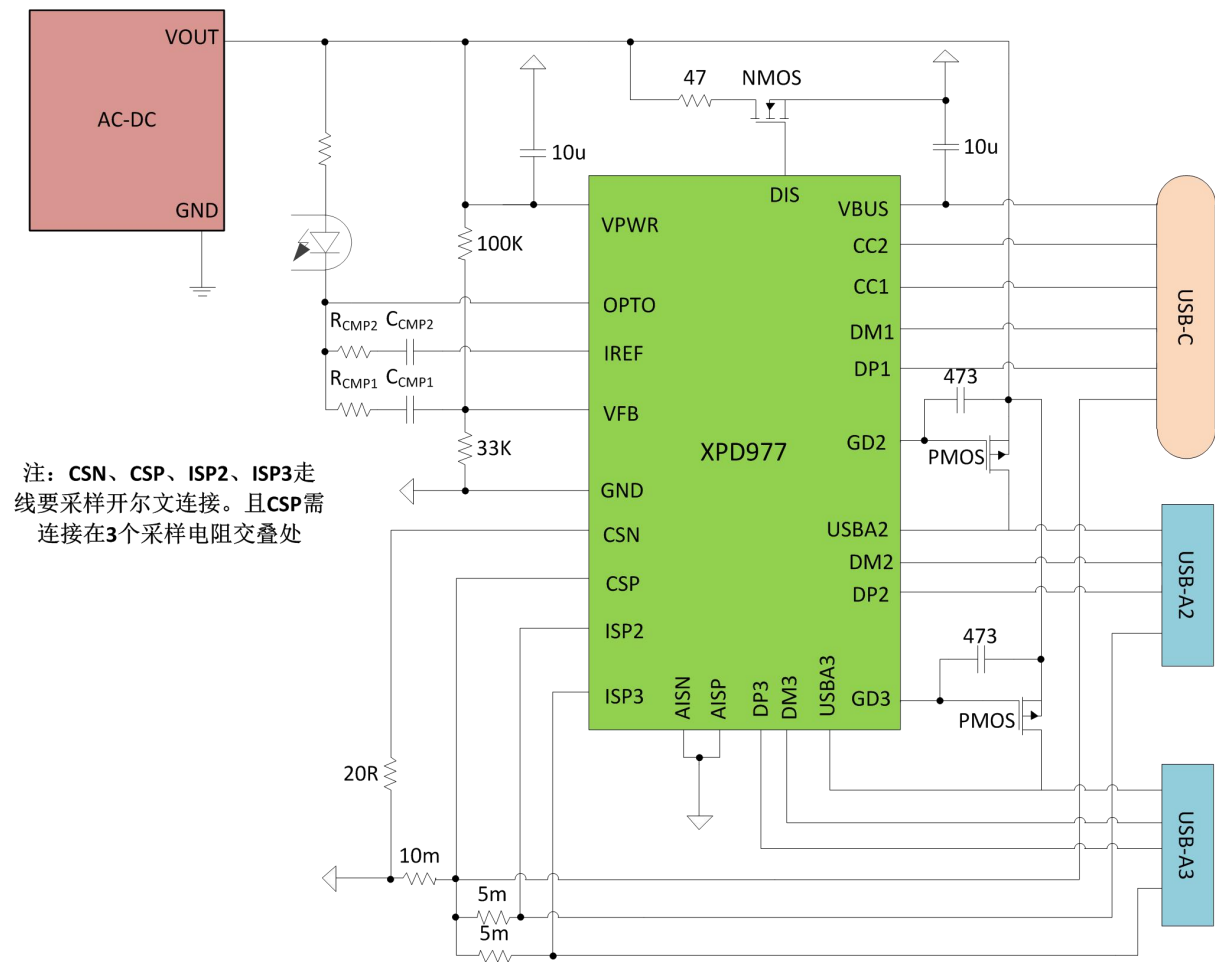 VOUT
AC-DC
GND
47
NMOS
10u
10u
DIS
VPWR
VBUS
100K
CC2
CC1
OPTO
RCMP2 CCMP2
IREF
DM1
DP1
RCMP1 CCMP1
VFB
473
GD2
33K
XPD977
PMOS
USB-C
注：CSN、CSP、ISP2、ISP3走
线要采样开尔文连接。且CSP需
连接在3个采样电阻交叠处
GND
CSN
USBA2
DM2
CSP
DP2
USB-A2
ISP2
473
ISP3
AISN
AISP
DP3
DM3
USBA3
GD3
PMOS
20R
USB-A3
10m
5m
5m